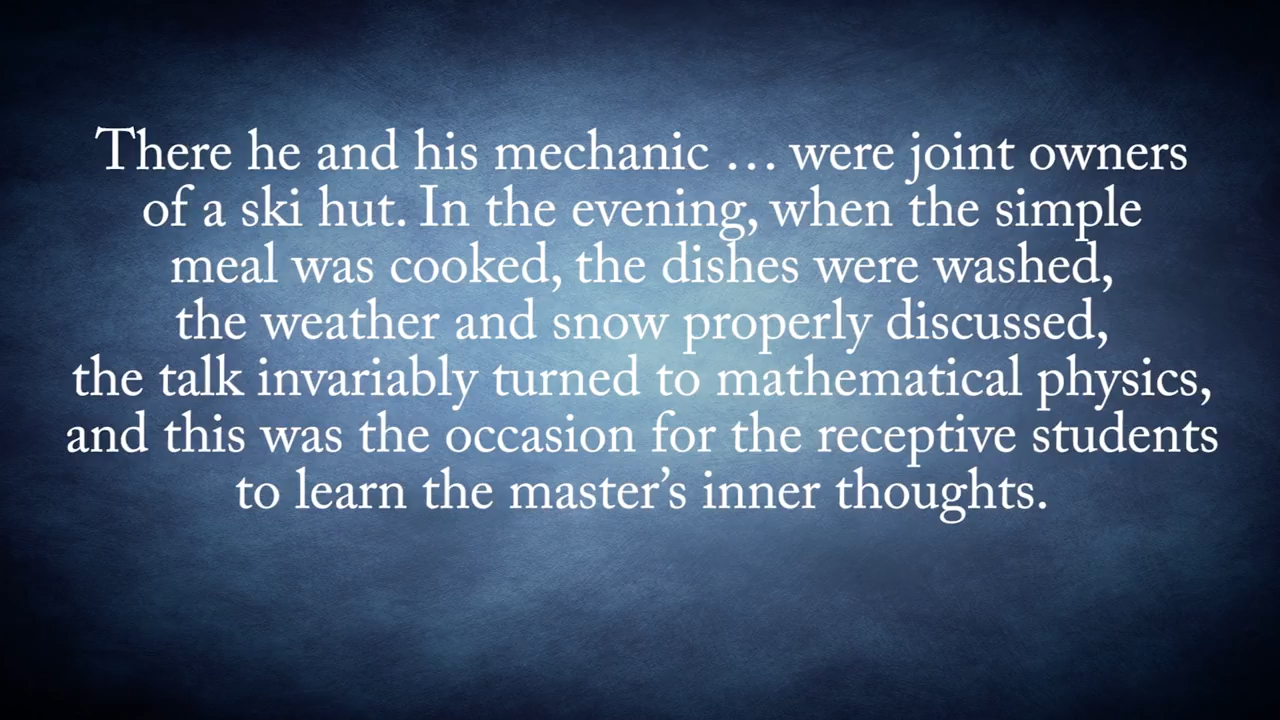 There he and his mechanic … were joint owners
of a ski hut. In the evening, when the simple
meal was cooked, the dishes were washed,
the weather and snow properly discussed,
the talk invariably turned to mathematical physics,
and this was the occasion for the receptive students
to learn the master’s inner thoughts.